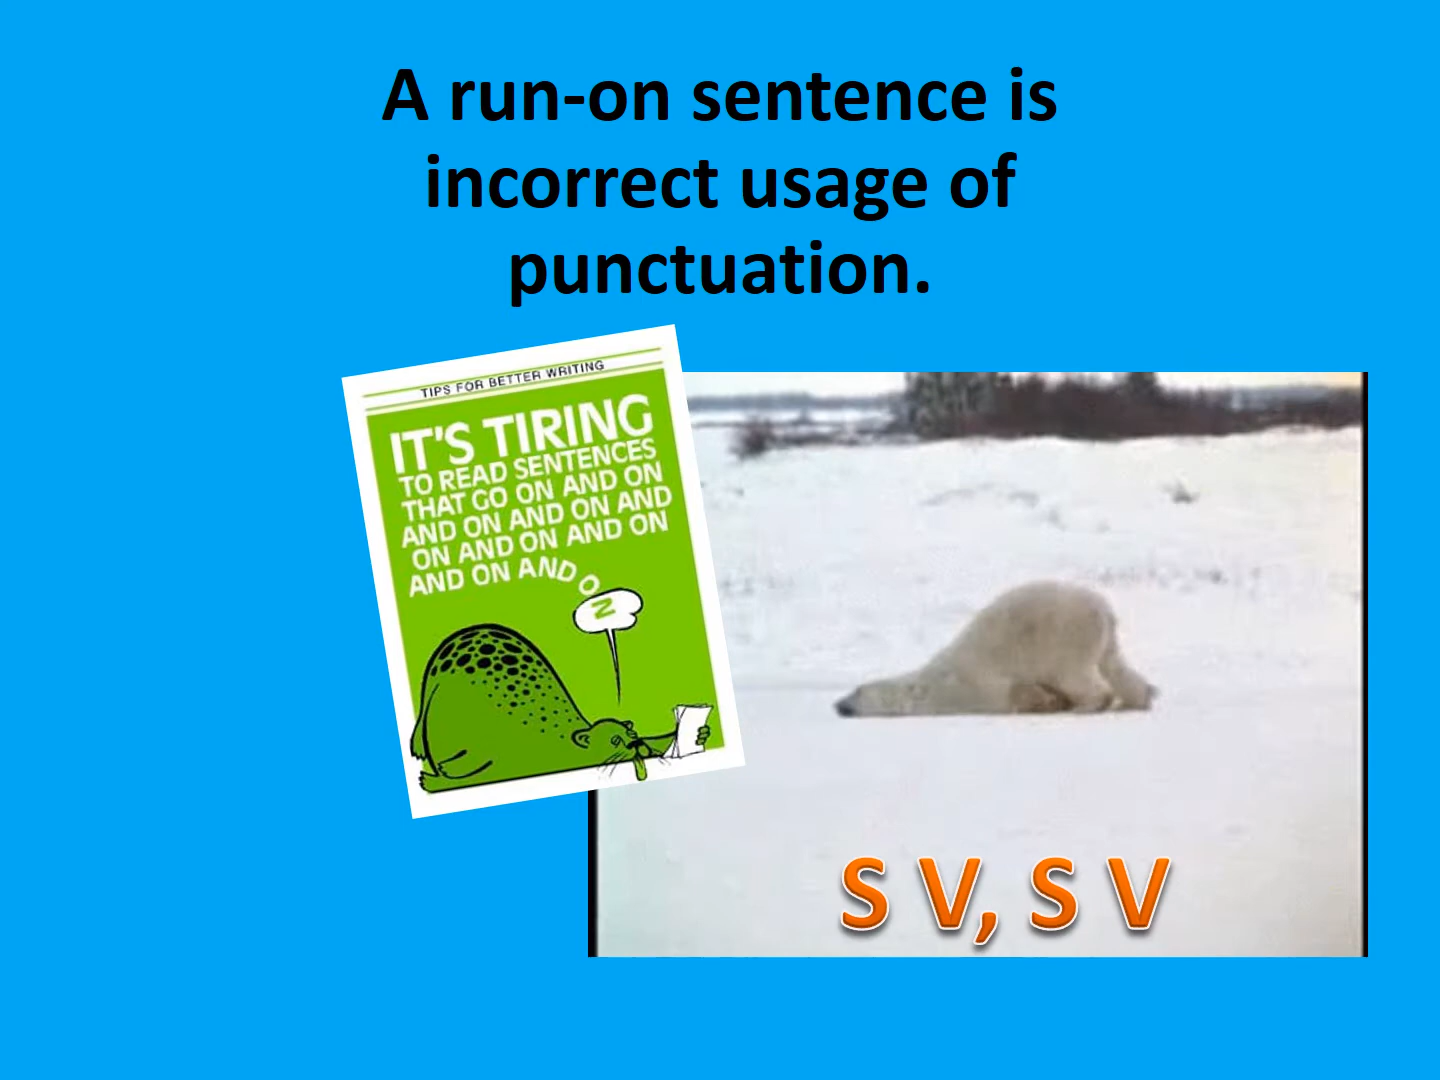 A run-on sentence is
incorrect usage of
punctuation.
TIPS FOR BETTER WRITING
IT'S TIRING
TO READ SENTENCES
THAT GO ON AND ON
AND ON AND ON AND
ON AND ON AND ON
AND ON AND ON
S V, S V